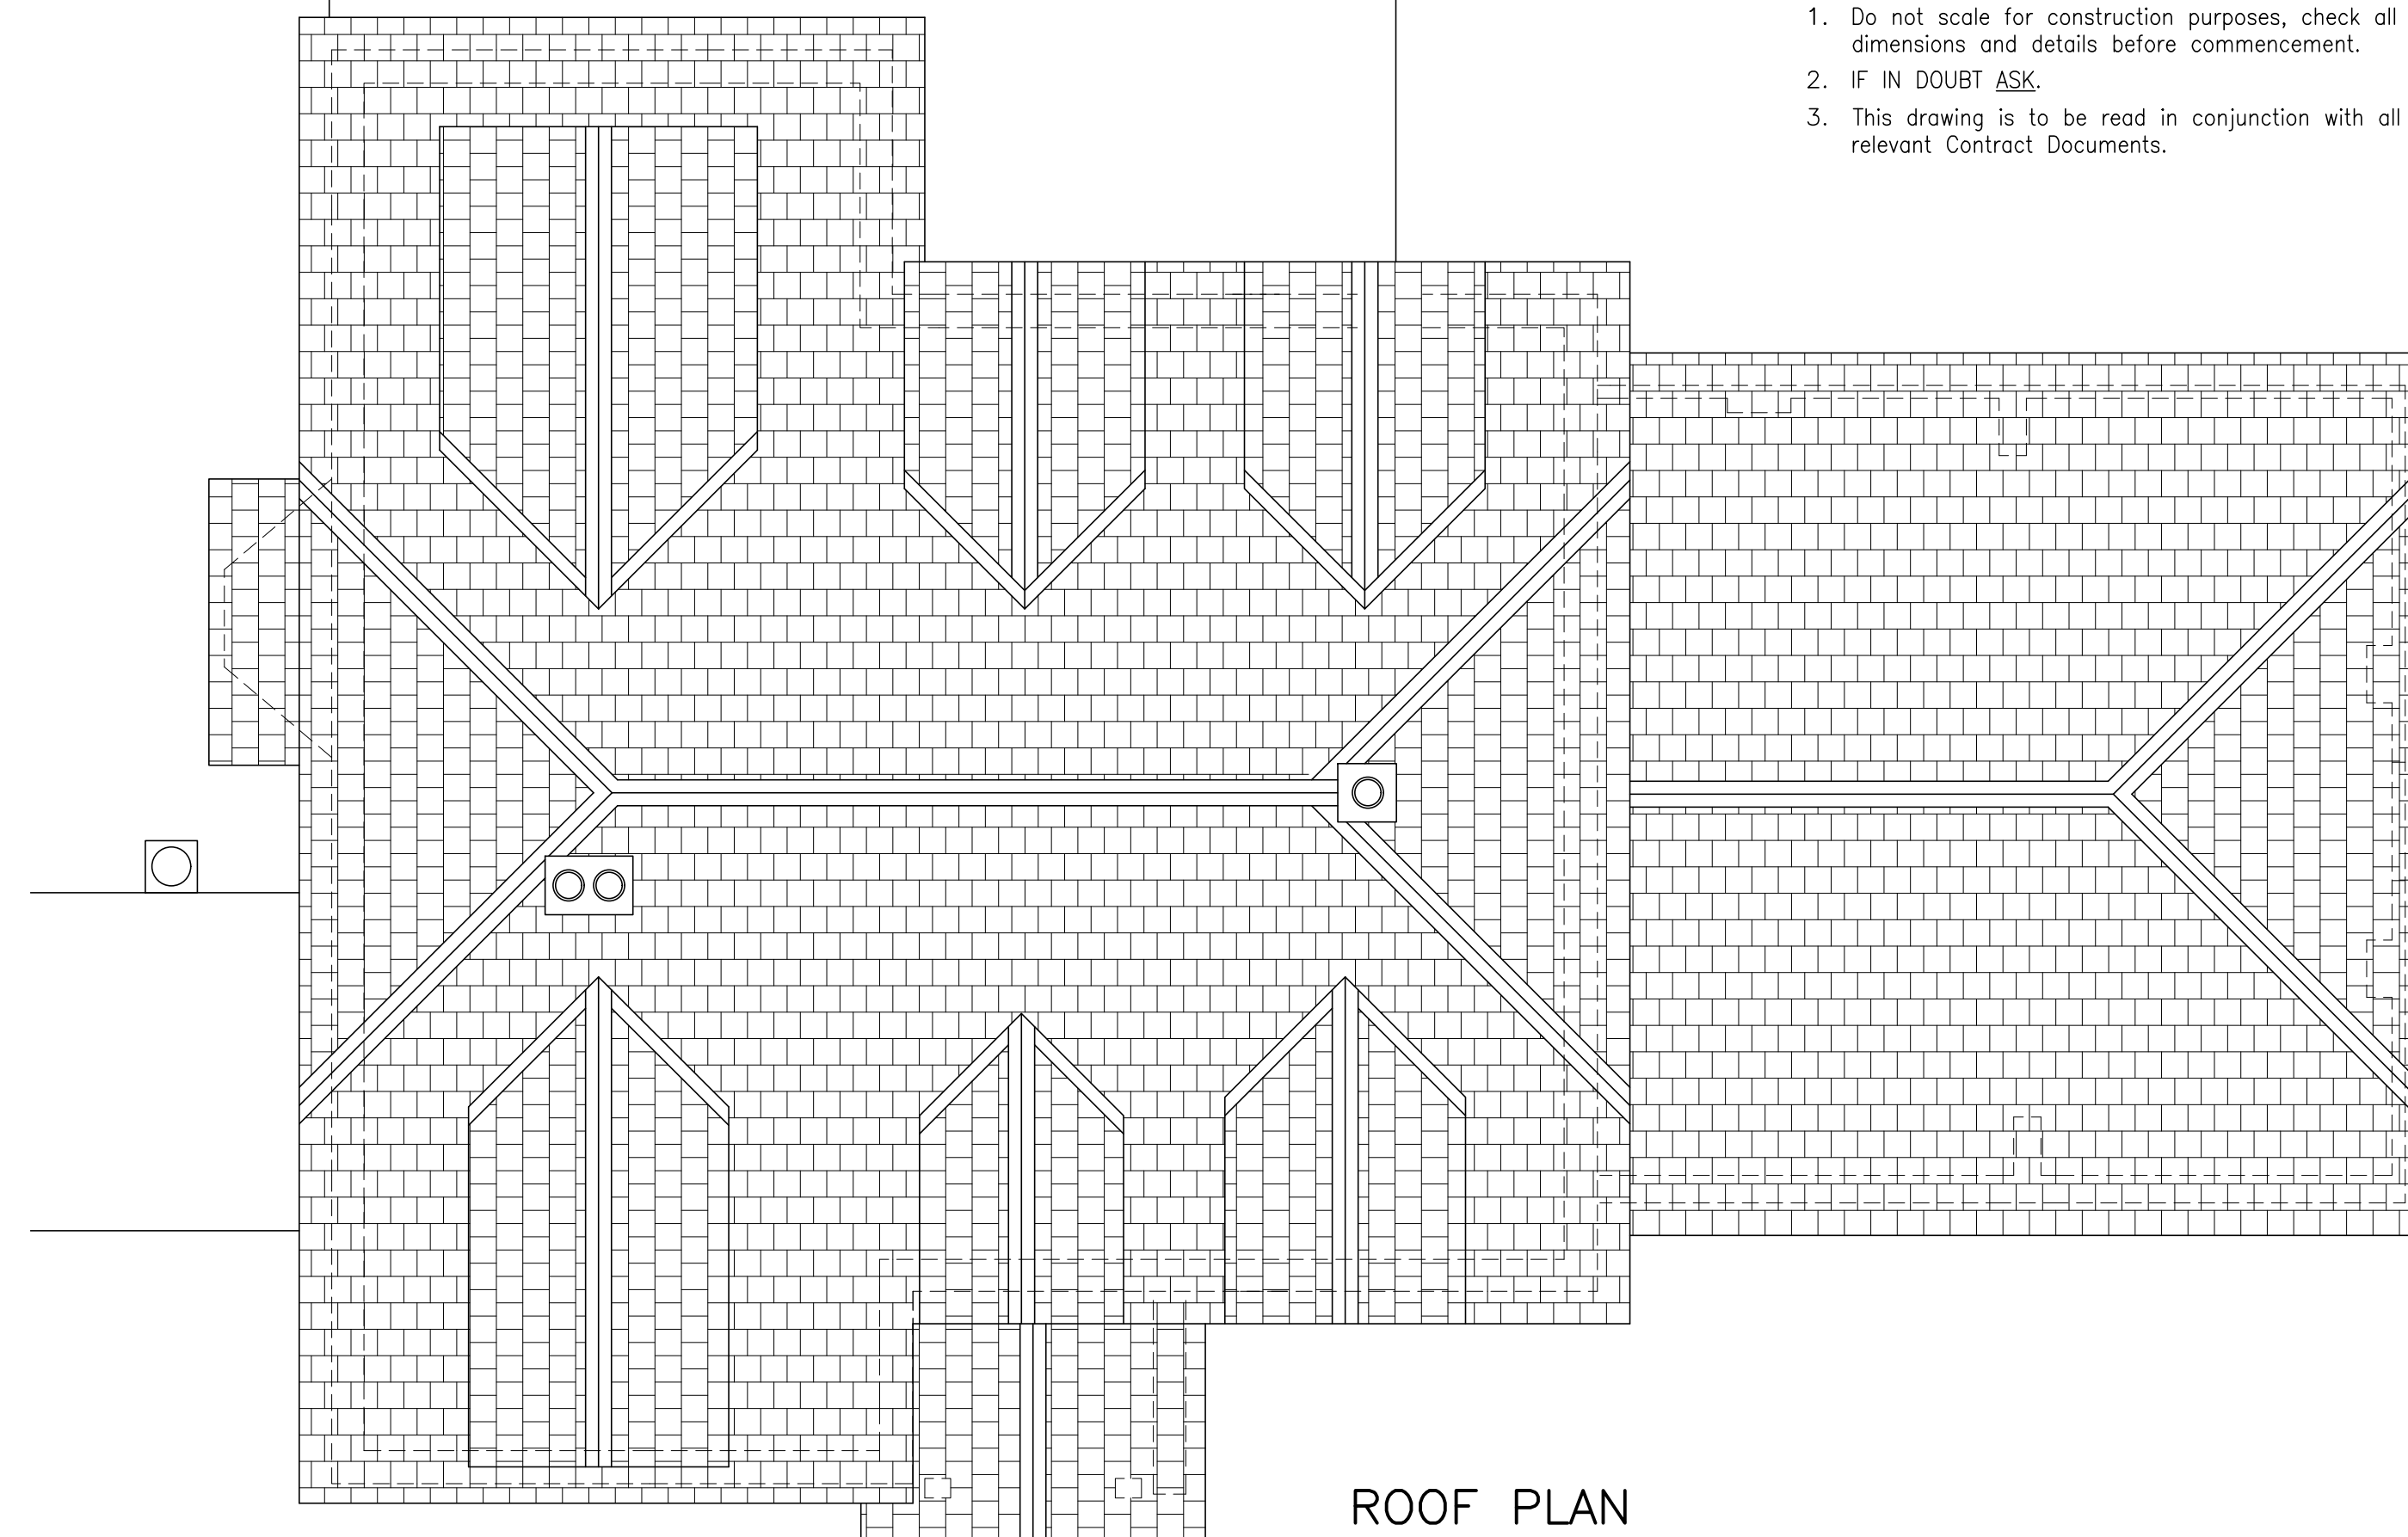 1. Do not scale for construction purposes, check all
dimensions and details before commencement.
2. IF IN DOUBT ASK.
3. This drawing is to be read in conjunction with all
relevant Contract Documents.
ROOF PLAN